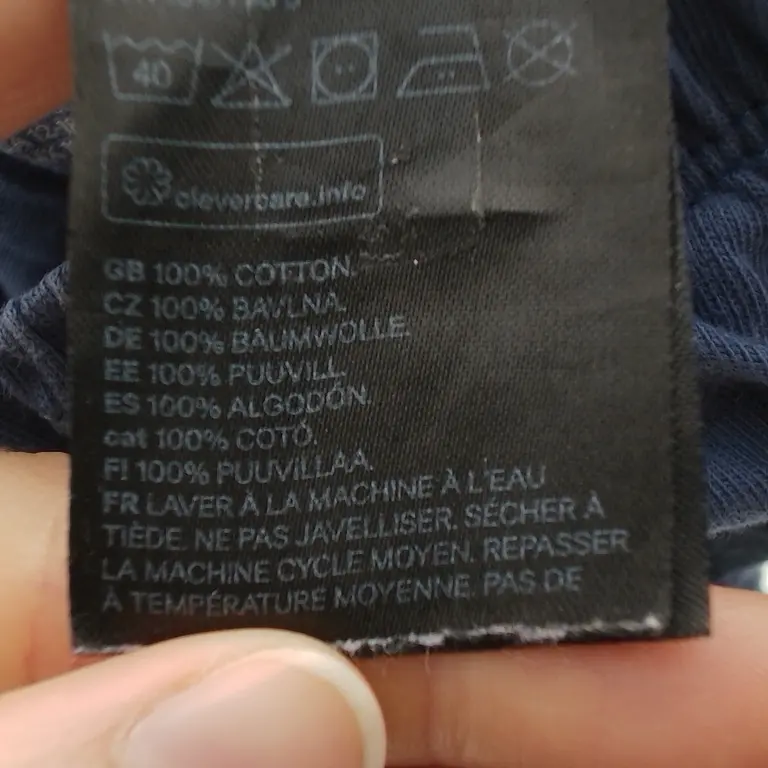 40
clevercare.info
GB 100% COTTON.
CZ 100% BAVLNA.
DE 100% BAUMWOLLE.
EE 100% PUUVILL.
ES 100% ALGODÓN.
cat 100% COTÓ.
FI 100% PUUVILLAA.
FR LAVER À LA MACHINE À L'EAU
TIÈDE. NE PAS JAVELLISER. SÉCHER À
LA MACHINE CYCLE MOYEN. REPASSER
À TEMPÉRATURE MOYENNE. PAS DE